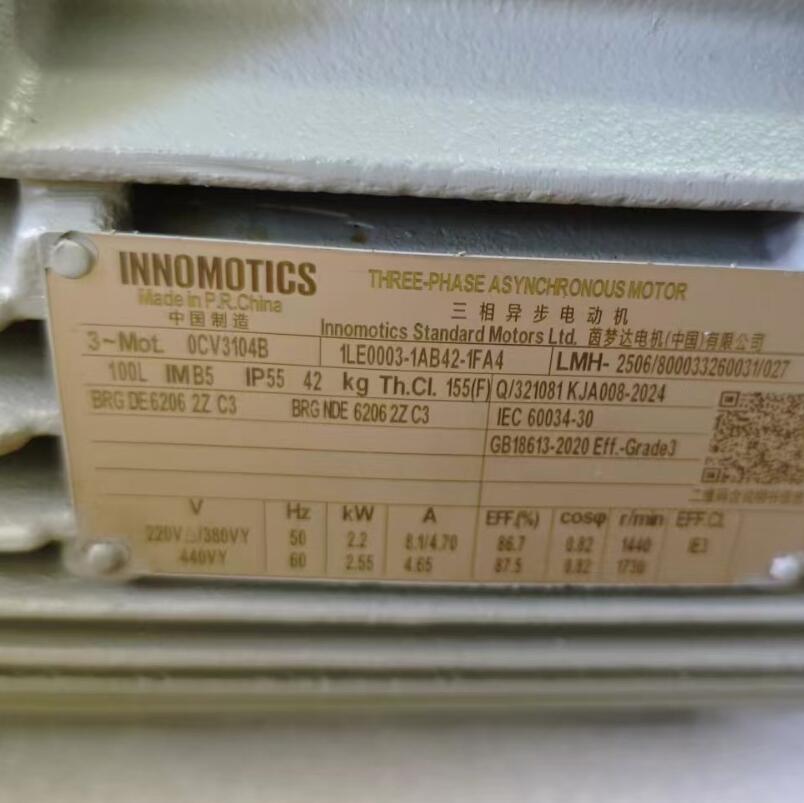 INNOMOTICS
THREE-PHASE ASYNCHRONOUS MOTOR
Made in P.R.China
三相异步电动机
中国制造
Innomotics Standard Motors Ltd. 茵梦达电机(中国)有限公司
3~Mot. 0CV3104B 1LE0003-1AB42-1FA4 LMH- 2506/800033260031/027
100L IM B5 IP55 42 kg Th.Cl. 155(F) Q/321081 KJA008-2024
BRG DE 6206 2Z C3 BRG NDE 6206 2Z C3 IEC 60034-30
GB18613-2020 Eff.-Grade3
V Hz kW A EFF.(%) cosφ r/min EFF.CL
220V△/380VY 50 2.2 8.1/4.70 86.7 0.82 1440 IE3
440VY 60 2.55 4.65 87.5 0.82 1730